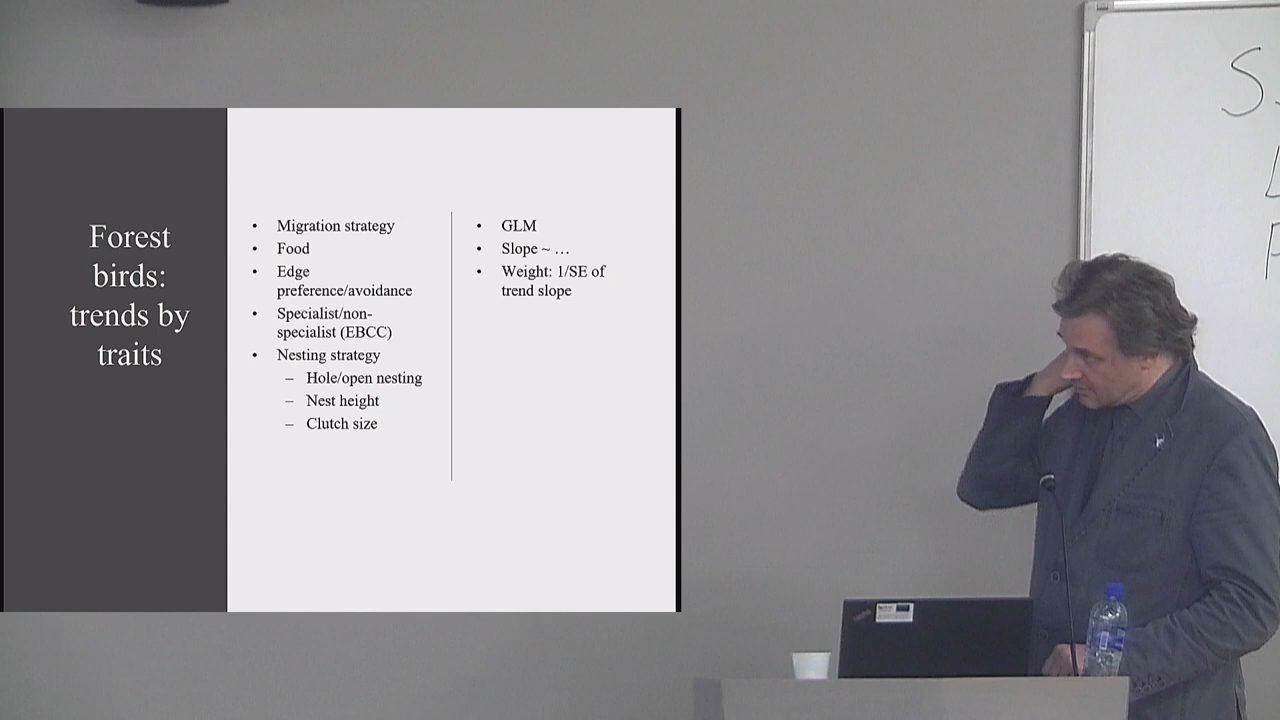 Forest
birds:
trends by
traits
• Migration strategy
• Food
• Edge
preference/avoidance
• Specialist/non-
specialist (EBCC)
• Nesting strategy
– Hole/open nesting
– Nest height
– Clutch size
• GLM
• Slope ~ …
• Weight: 1/SE of
trend slope
S